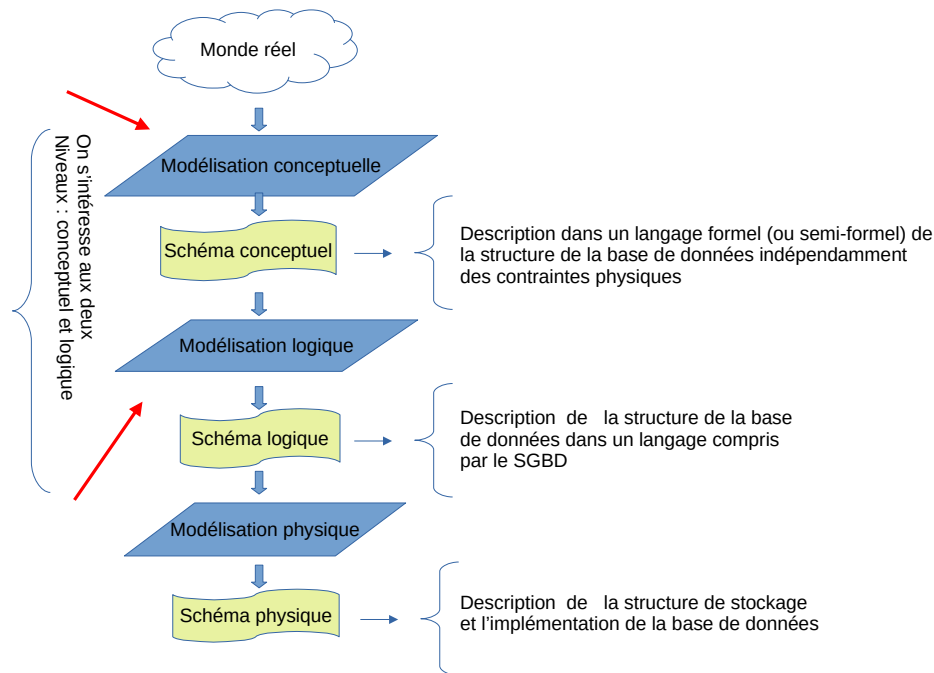 Monde réel
Modélisation conceptuelle
On s'intéresse aux deux
Niveaux : conceptuel et logique
Schéma conceptuel
Description dans un langage formel (ou semi-formel) de
la structure de la base de données indépendamment
des contraintes physiques
Modélisation logique
Schéma logique
Description de la structure de la base
de données dans un langage compris
par le SGBD
Modélisation physique
Schéma physique
Description de la structure de stockage
et l'implémentation de la base de données